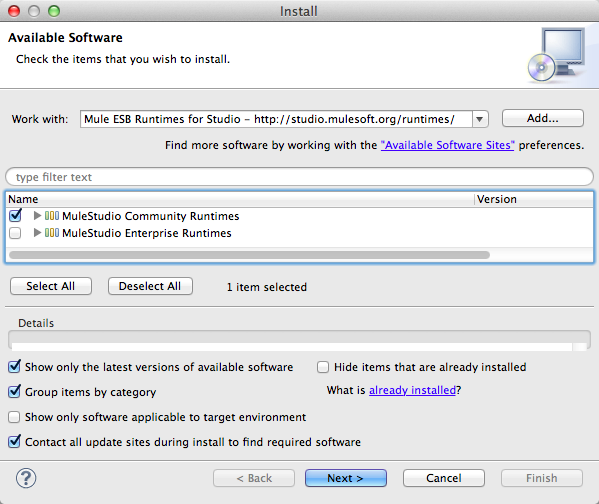 Install
Available Software
Check the items that you wish to install.
Work with: Mule ESB Runtimes for Studio – http://studio.mulesoft.org/runtimes/ Add...
Find more software by working with the "Available Software Sites" preferences.
type filter text
Name Version
MuleStudio Community Runtimes
MuleStudio Enterprise Runtimes
Select All Deselect All 1 item selected
Details
Show only the latest versions of available software Hide items that are already installed
Group items by category What is already installed?
Show only software applicable to target environment
Contact all update sites during install to find required software
? < Back Next > Cancel Finish